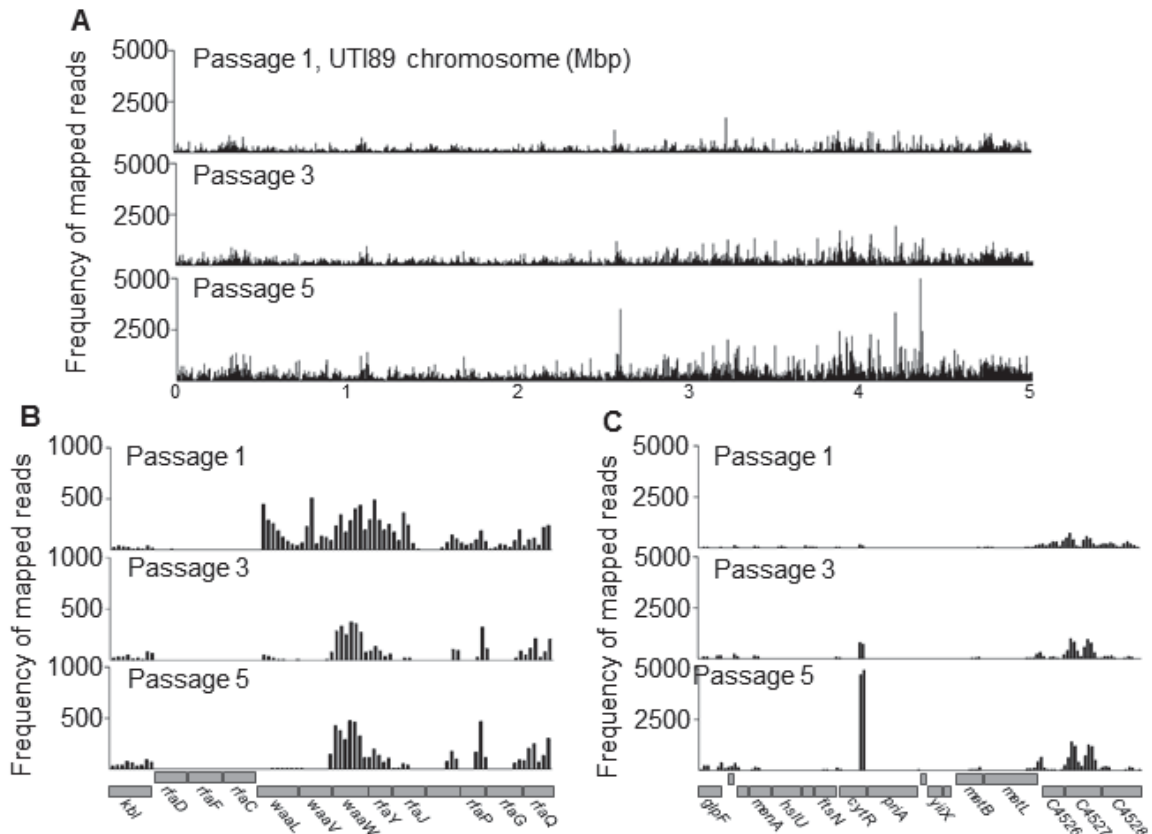 A
Frequency of mapped reads
5000
2500
Passage 1, UTI89 chromosome (Mbp)
5000
2500
Passage 3
5000
2500
Passage 5
0 1 2 3 4 5
B
Frequency of mapped reads
1000
500
Passage 1
1000
500
Passage 3
1000
500
Passage 5
kbl rfaD rfaF rfaC waaL waaV waaW rfaY rfaJ rfaP rfaG rfaQ
C
Frequency of mapped reads
5000
2500
Passage 1
5000
2500
Passage 3
5000
2500
Passage 5
glpF menA hslU ftsN cytR priA yiiX metB metL C4526 C4527 C4528